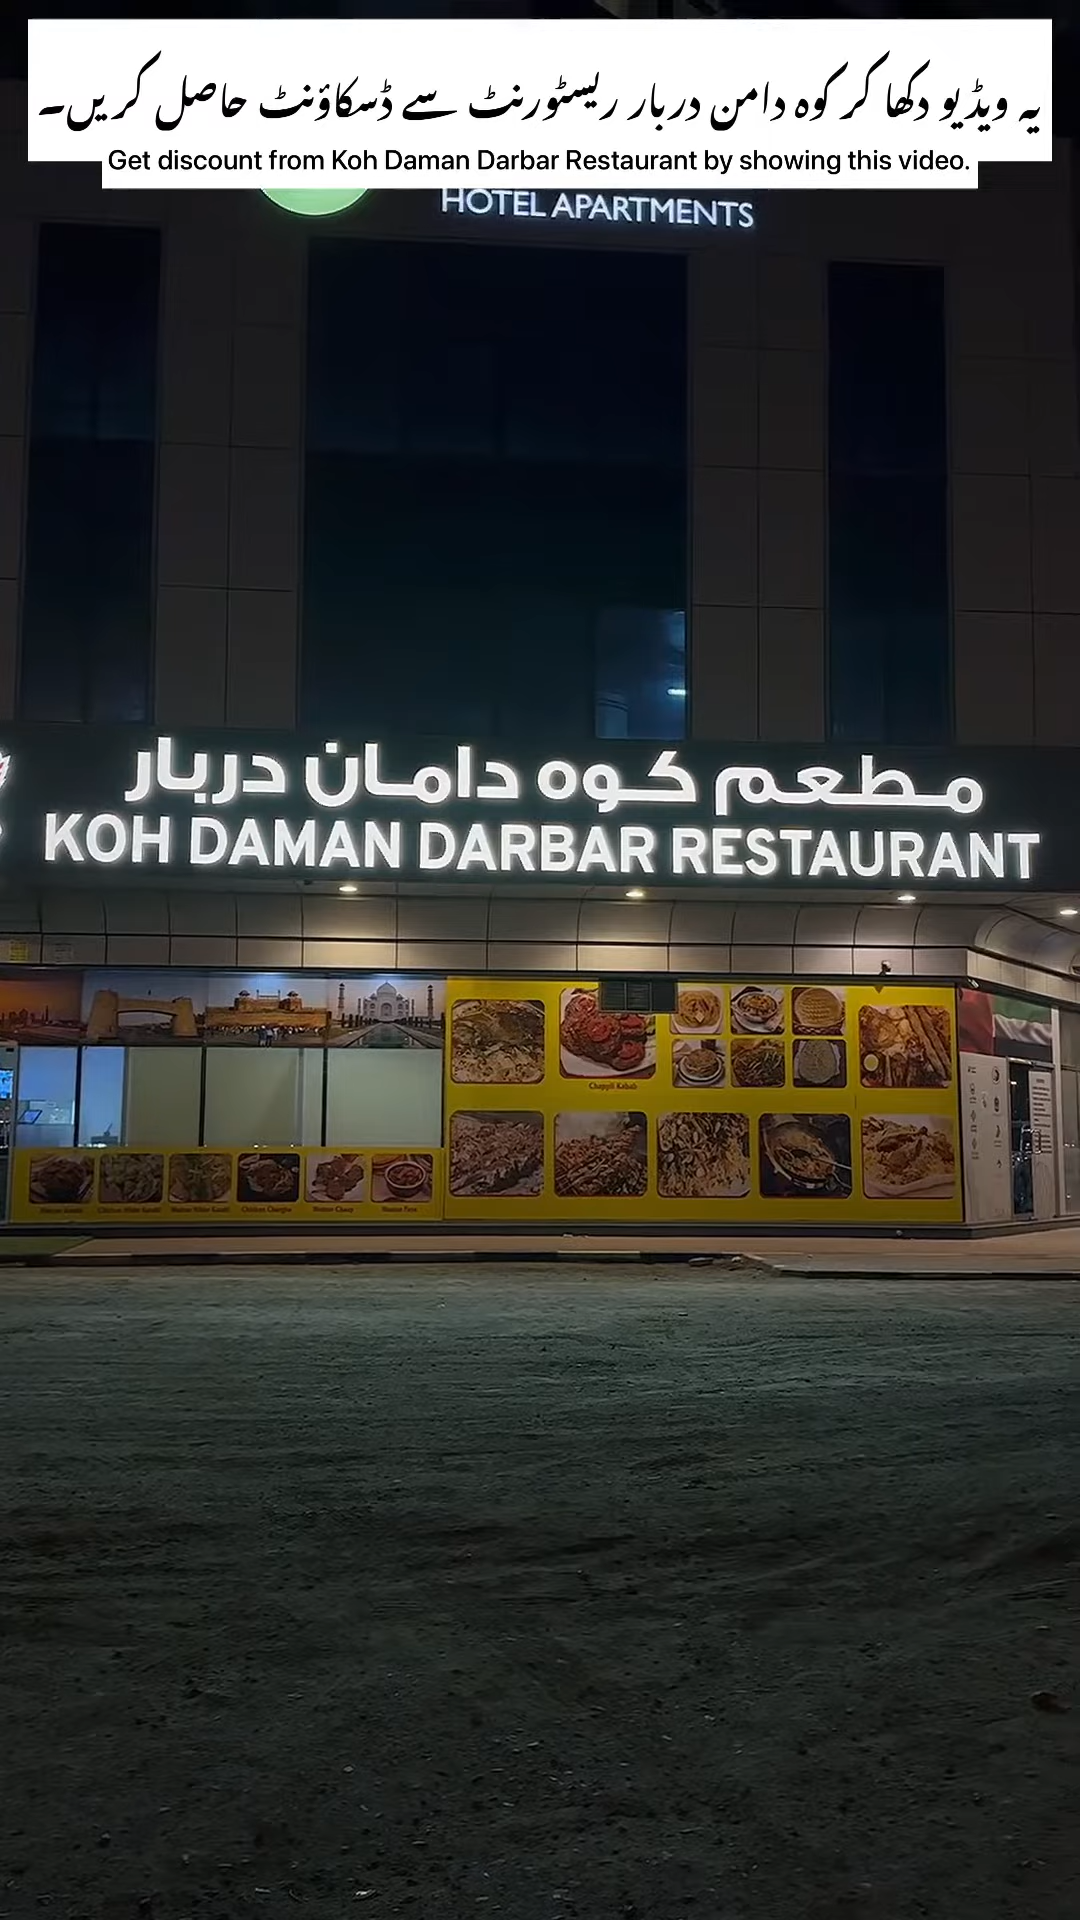 یہ ویڈیو دکھا کر کوہ دامن دربار ریسٹورنٹ سے ڈسکاؤنٹ حاصل کریں۔
Get discount from Koh Daman Darbar Restaurant by showing this video.
HOTEL APARTMENTS
مطعم كوه دامان دربار
KOH DAMAN DARBAR RESTAURANT
Chappli Kabab